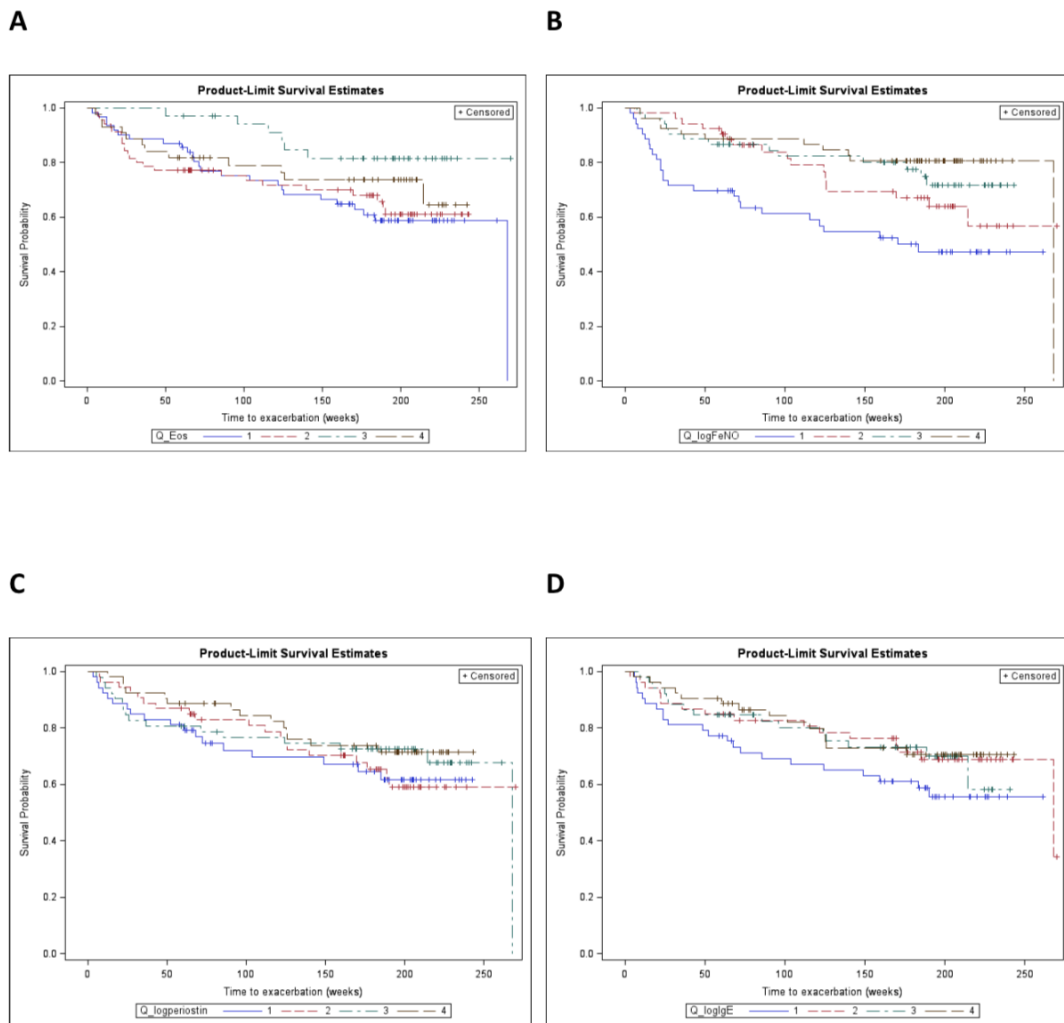 A
Product-Limit Survival Estimates
+ Censored
1.0
0.8
0.6
0.4
0.2
0.0
Survival Probability
0 50 100 150 200 250
Time to exacerbation (weeks)
Q_Eos 1 2 3 4
B
Product-Limit Survival Estimates
+ Censored
1.0
0.8
0.6
0.4
0.2
0.0
Survival Probability
0 50 100 150 200 250
Time to exacerbation (weeks)
Q_logFeNO 1 2 3 4
C
Product-Limit Survival Estimates
+ Censored
1.0
0.8
0.6
0.4
0.2
0.0
Survival Probability
0 50 100 150 200 250
Time to exacerbation (weeks)
Q_logperiostin 1 2 3 4
D
Product-Limit Survival Estimates
+ Censored
1.0
0.8
0.6
0.4
0.2
0.0
Survival Probability
0 50 100 150 200 250
Time to exacerbation (weeks)
Q_logIgE 1 2 3 4